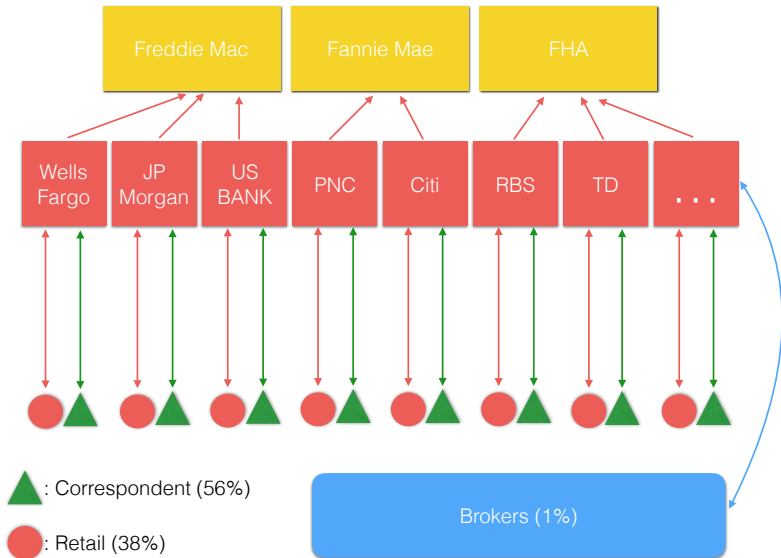 Freddie Mac
Fannie Mae
FHA
Wells
Fargo
JP
Morgan
US
BANK
PNC
Citi
RBS
TD
...
: Correspondent (56%)
Brokers (1%)
: Retail (38%)